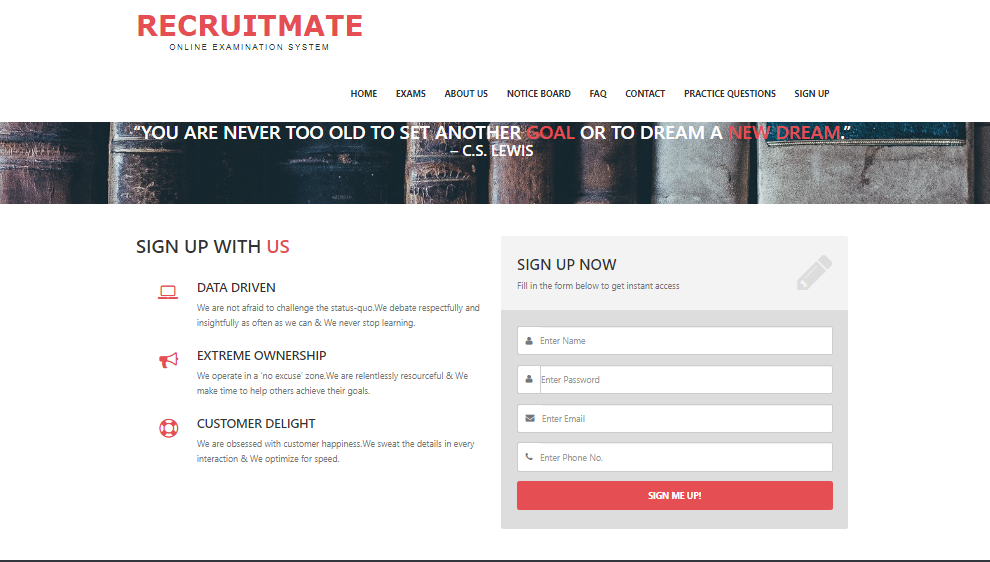 RECRUITMATE
ONLINE EXAMINATION SYSTEM
HOME EXAMS ABOUT US NOTICE BOARD FAQ CONTACT PRACTICE QUESTIONS SIGN UP
“YOU ARE NEVER TOO OLD TO SET ANOTHER GOAL OR TO DREAM A NEW DREAM.”
– C.S. LEWIS
SIGN UP WITH US
DATA DRIVEN
We are not afraid to challenge the status-quo.We debate respectfully and
insightfully as often as we can & We never stop learning.
EXTREME OWNERSHIP
We operate in a ‘no excuse’ zone.We are relentlessly resourceful & We
make time to help others achieve their goals.
CUSTOMER DELIGHT
We are obsessed with customer happiness.We sweat the details in every
interaction & We optimize for speed.
SIGN UP NOW
Fill in the form below to get instant access
Enter Name
Enter Password
Enter Email
Enter Phone No.
SIGN ME UP!